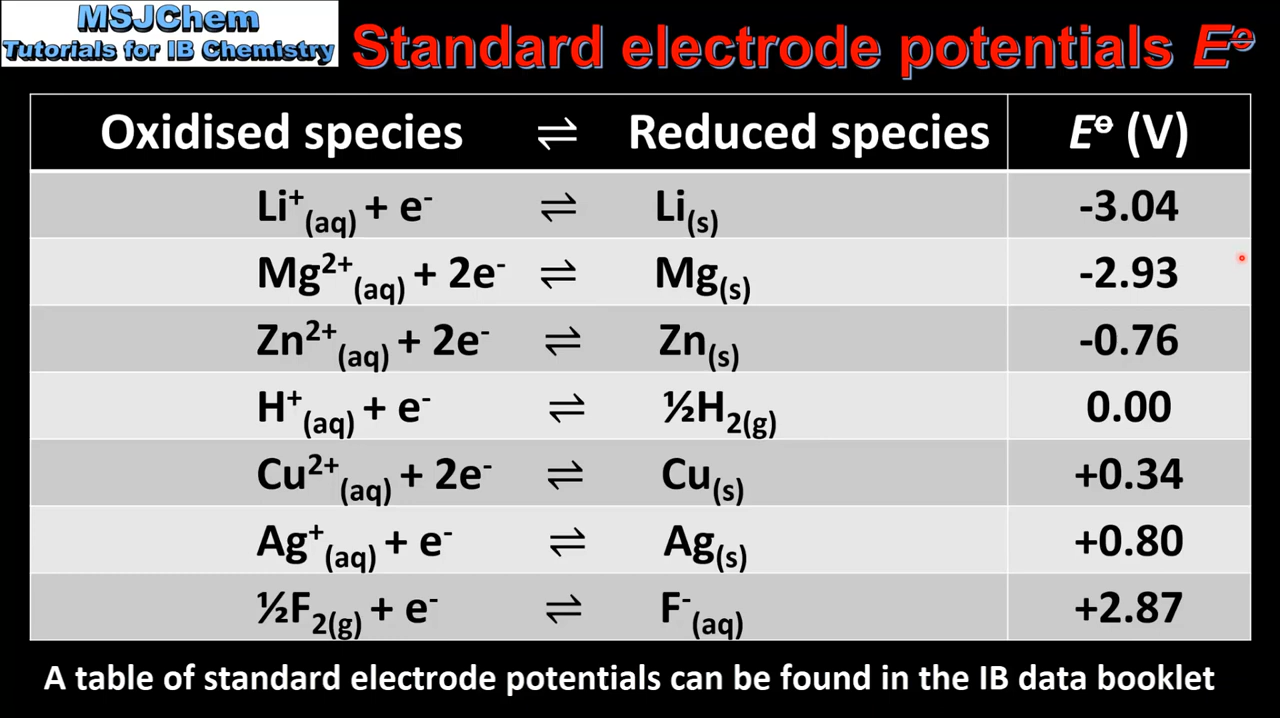 MSJChem
Tutorials for IB Chemistry
Standard electrode potentials E⦵
Oxidised species ⇌ Reduced species E⦵ (V)
Li⁺(aq) + e⁻ ⇌ Li(s) -3.04
Mg²⁺(aq) + 2e⁻ ⇌ Mg(s) -2.93
Zn²⁺(aq) + 2e⁻ ⇌ Zn(s) -0.76
H⁺(aq) + e⁻ ⇌ ½H₂(g) 0.00
Cu²⁺(aq) + 2e⁻ ⇌ Cu(s) +0.34
Ag⁺(aq) + e⁻ ⇌ Ag(s) +0.80
½F₂(g) + e⁻ ⇌ F⁻(aq) +2.87
A table of standard electrode potentials can be found in the IB data booklet